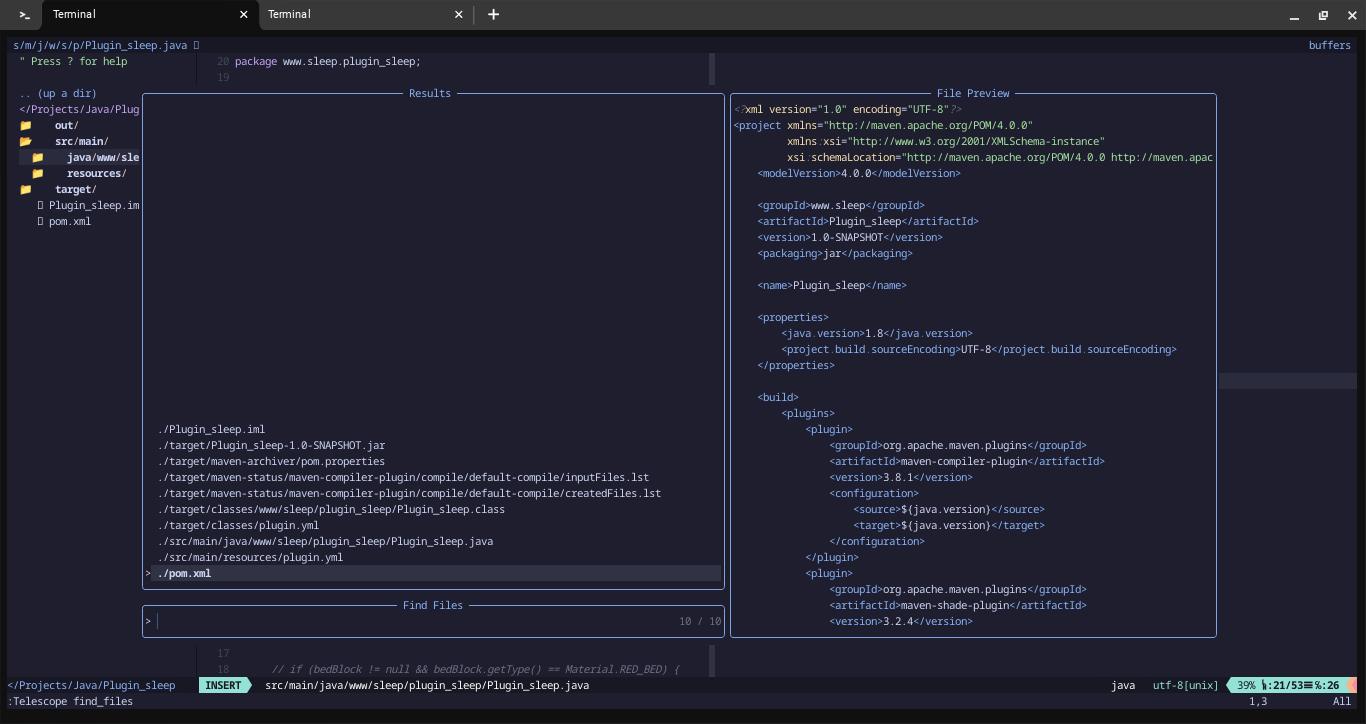 Terminal
Terminal
s/m/j/w/s/p/Plugin_sleep.java
buffers
" Press ? for help
.. (up a dir)
</Projects/Java/Plug
out/
src/main/
java/www/sle
resources/
target/
Plugin_sleep.im
pom.xml
20 package www.sleep.plugin_sleep;
19
Results
./Plugin_sleep.iml
./target/Plugin_sleep-1.0-SNAPSHOT.jar
./target/maven-archiver/pom.properties
./target/maven-status/maven-compiler-plugin/compile/default-compile/inputFiles.lst
./target/maven-status/maven-compiler-plugin/compile/default-compile/createdFiles.lst
./target/classes/www/sleep/plugin_sleep/Plugin_sleep.class
./target/classes/plugin.yml
./src/main/java/www/sleep/plugin_sleep/Plugin_sleep.java
./src/main/resources/plugin.yml
> ./pom.xml
Find Files
>
10 / 10
File Preview
<?xml version="1.0" encoding="UTF-8"?>
<project xmlns="http://maven.apache.org/POM/4.0.0"
xmlns:xsi="http://www.w3.org/2001/XMLSchema-instance"
xsi:schemaLocation="http://maven.apache.org/POM/4.0.0 http://maven.apac
<modelVersion>4.0.0</modelVersion>
<groupId>www.sleep</groupId>
<artifactId>Plugin_sleep</artifactId>
<version>1.0-SNAPSHOT</version>
<packaging>jar</packaging>
<name>Plugin_sleep</name>
<properties>
<java.version>1.8</java.version>
<project.build.sourceEncoding>UTF-8</project.build.sourceEncoding>
</properties>
<build>
<plugins>
<plugin>
<groupId>org.apache.maven.plugins</groupId>
<artifactId>maven-compiler-plugin</artifactId>
<version>3.8.1</version>
<configuration>
<source>${java.version}</source>
<target>${java.version}</target>
</configuration>
</plugin>
<plugin>
<groupId>org.apache.maven.plugins</groupId>
<artifactId>maven-shade-plugin</artifactId>
<version>3.2.4</version>
17
18 // if (bedBlock != null && bedBlock.getType() == Material.RED_BED) {
</Projects/Java/Plugin_sleep
INSERT
src/main/java/www/sleep/plugin_sleep/Plugin_sleep.java
java
utf-8[unix]
39% :21/53 :26
:Telescope find_files
1,3
All